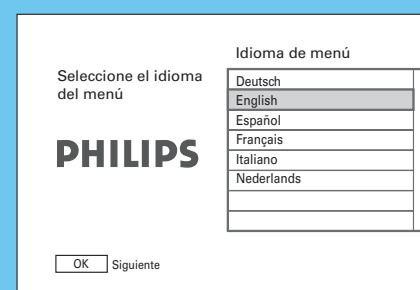 Idioma de menú
Seleccione el idioma
del menú
Deutsch
English
Español
Français
Italiano
Nederlands
PHILIPS
OK Siguiente